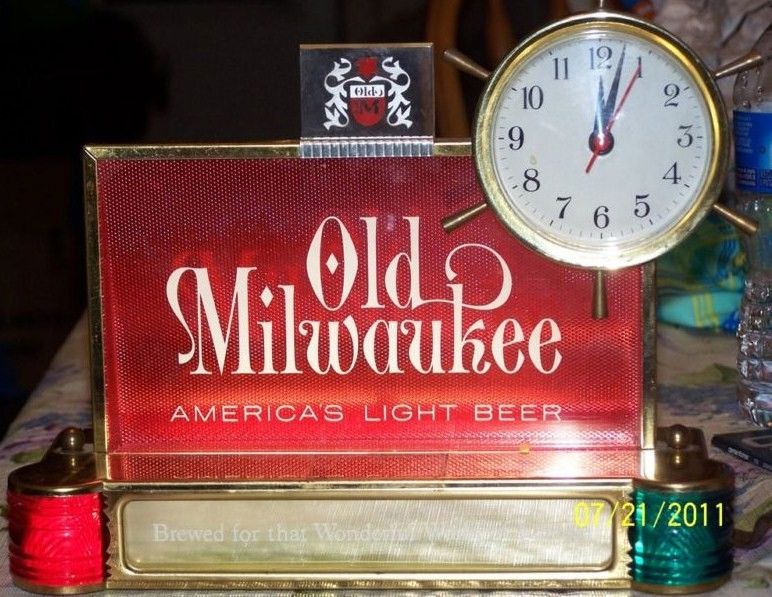 Old
M
Old
Milwaukee
AMERICA'S LIGHT BEER
Brewed for that Wonderful
12
1
2
3
4
5
6
7
8
9
10
11
07/21/2011